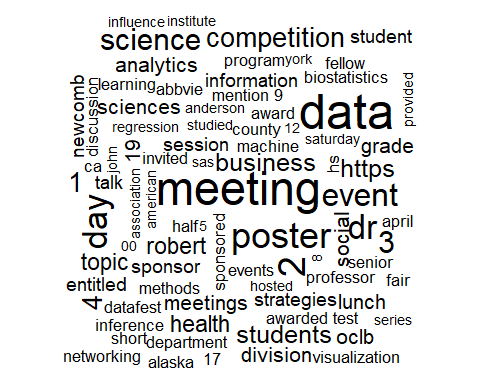 influence institute
science competition student
analytics program york fellow
learning abbvie information biostatistics
newcomb discussion sciences anderson mention 9 data provided
regression studied county 12 award
1 ca john 19 session machine saturday grade
talk invited sas business hs https
day association american meeting event
00 half 5 poster social dr 3 april
topic robert sponsored events 2 8 senior
entitled sponsor methods hosted professor fair
4 datafest meetings strategies lunch
inference health awarded test series
short department students oclb
networking alaska 17 division visualization